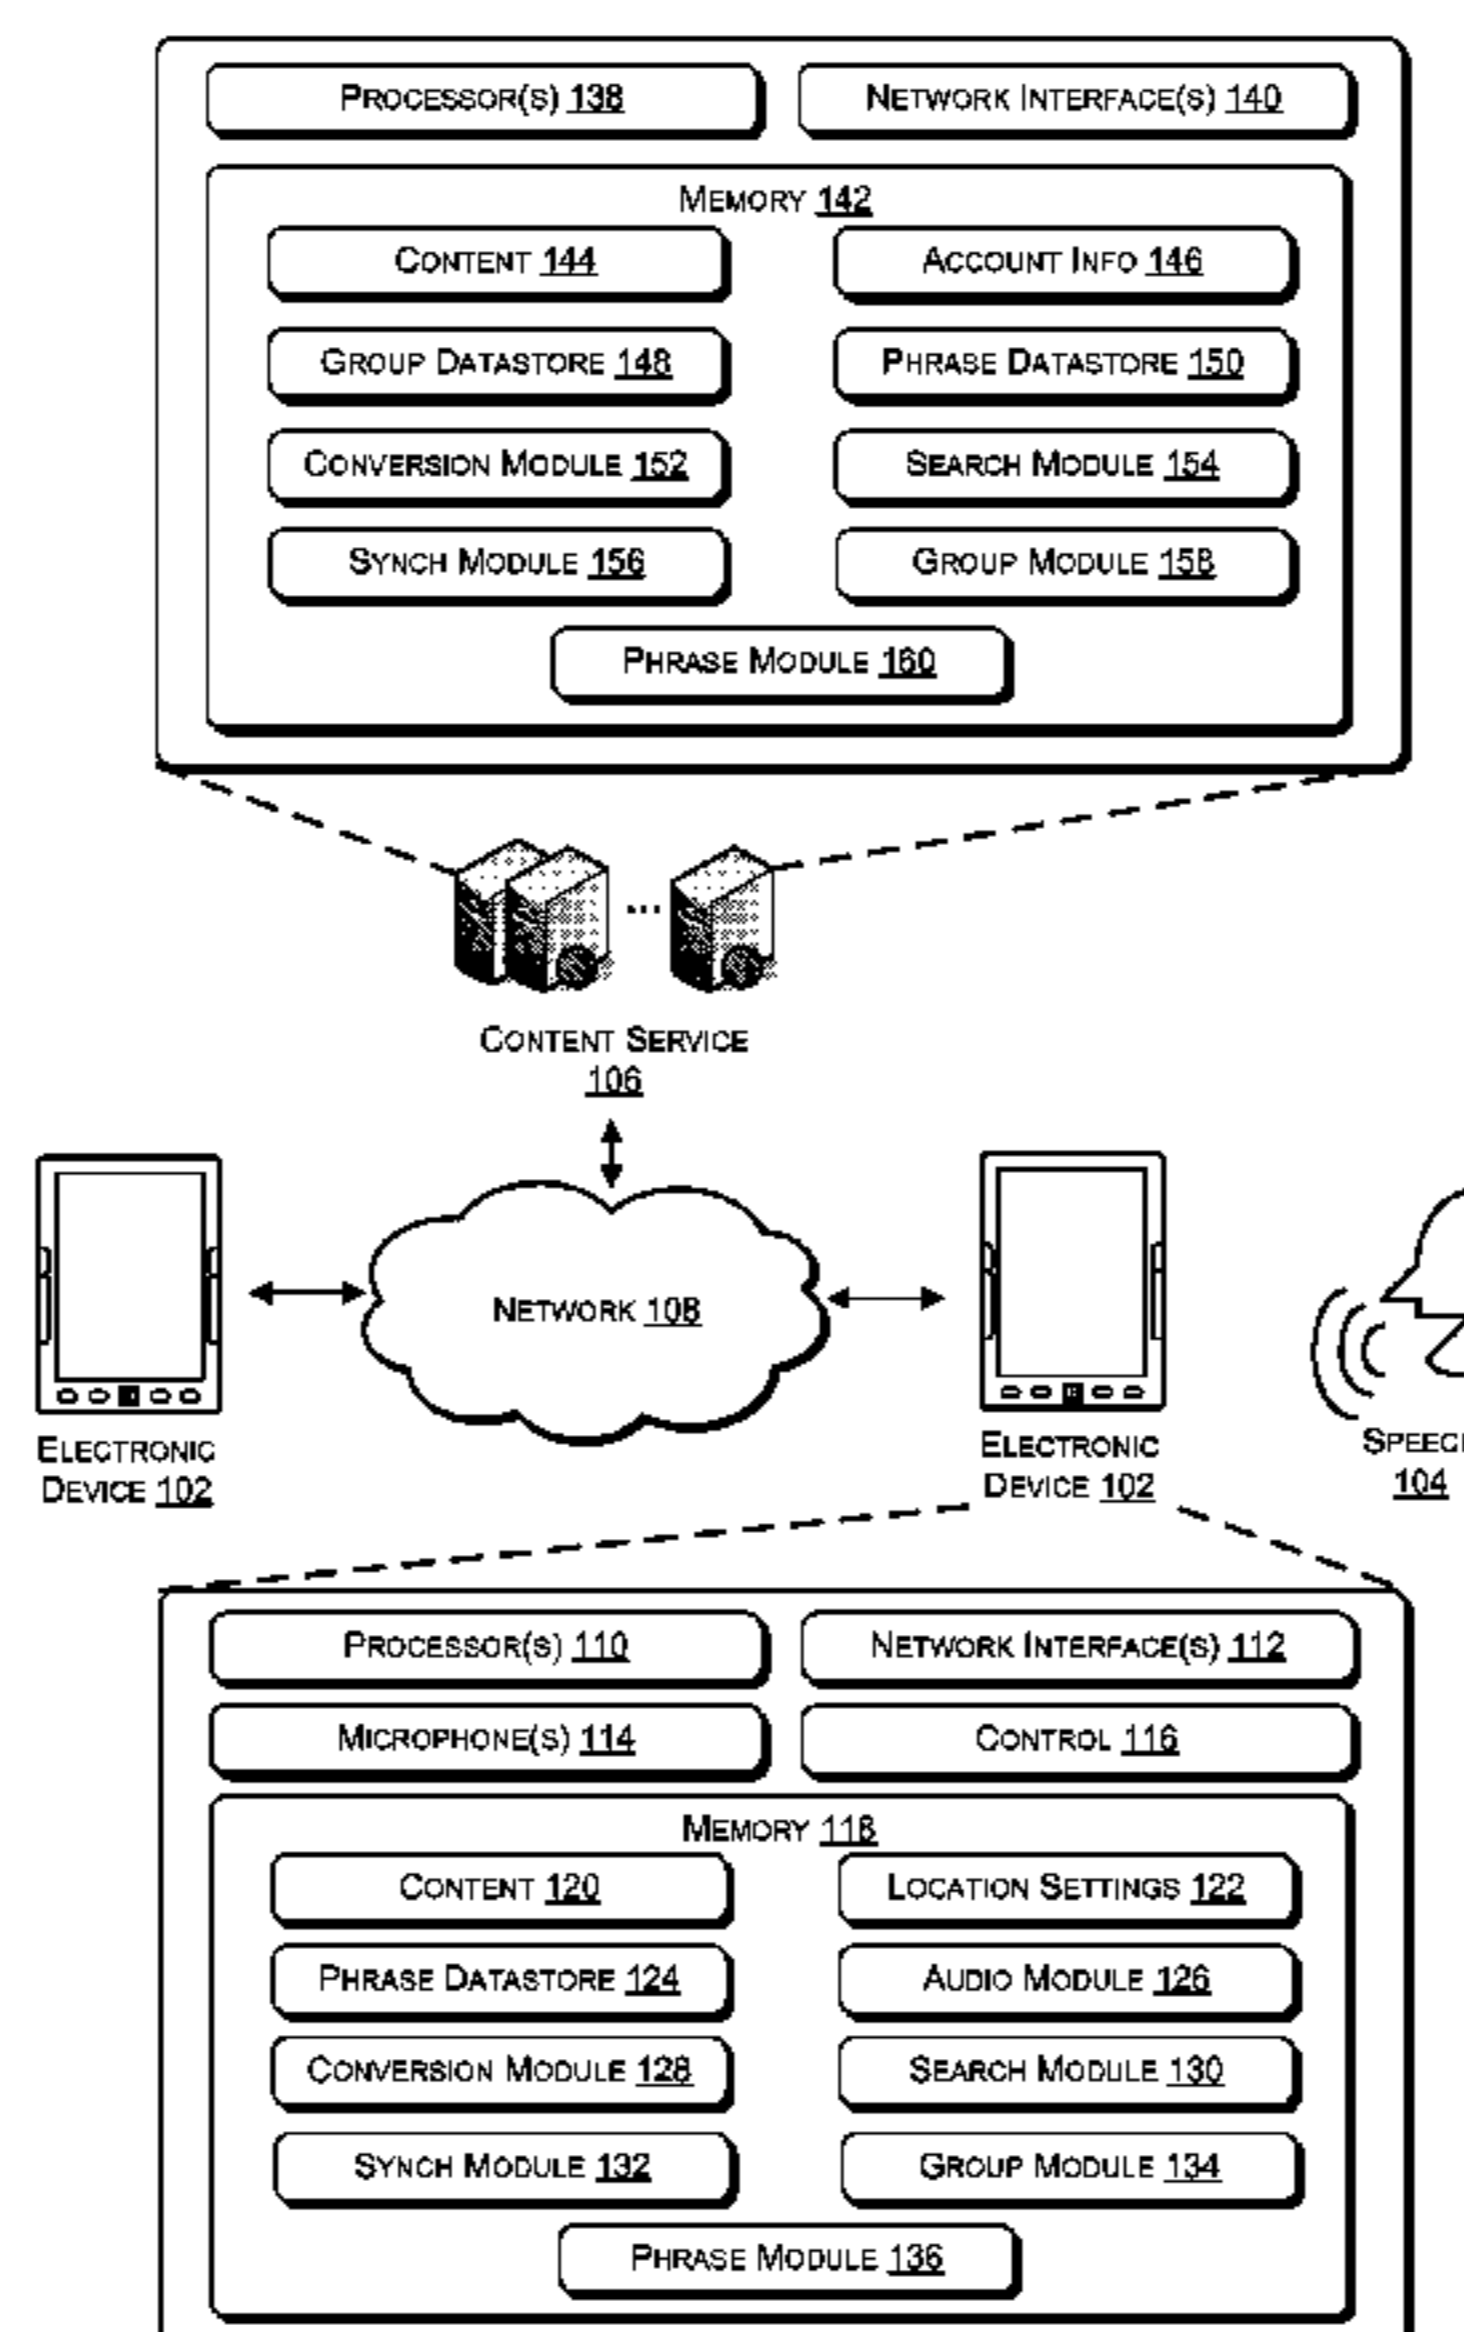 PROCESSOR(S) 138 NETWORK INTERFACE(S) 140
MEMORY 142
CONTENT 144 ACCOUNT INFO 146
GROUP DATASTORE 148 PHRASE DATASTORE 150
CONVERSION MODULE 152 SEARCH MODULE 154
SYNCH MODULE 156 GROUP MODULE 158
PHRASE MODULE 160
...
CONTENT SERVICE
106
NETWORK 108
ELECTRONIC
DEVICE 102
ELECTRONIC
DEVICE 102
104
PROCESSOR(S) 110 NETWORK INTERFACE(S) 112
MICROPHONE(S) 114 CONTROL 116
MEMORY 118
CONTENT 120 LOCATION SETTINGS 122
PHRASE DATASTORE 124 AUDIO MODULE 126
CONVERSION MODULE 128 SEARCH MODULE 130
SYNCH MODULE 132 GROUP MODULE 134
PHRASE MODULE 136